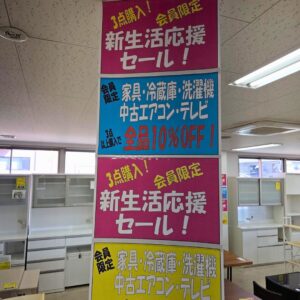 3点購入！ 会員限定
新生活応援
セール！
会員限定 家具・冷蔵庫・洗濯機
中古エアコン・テレビ
3点以上購入で 全品10%OFF！
3点購入！ 会員限定
新生活応援
セール！
会員限定 家具・冷蔵庫・洗濯機
中古エアコン・テレビ